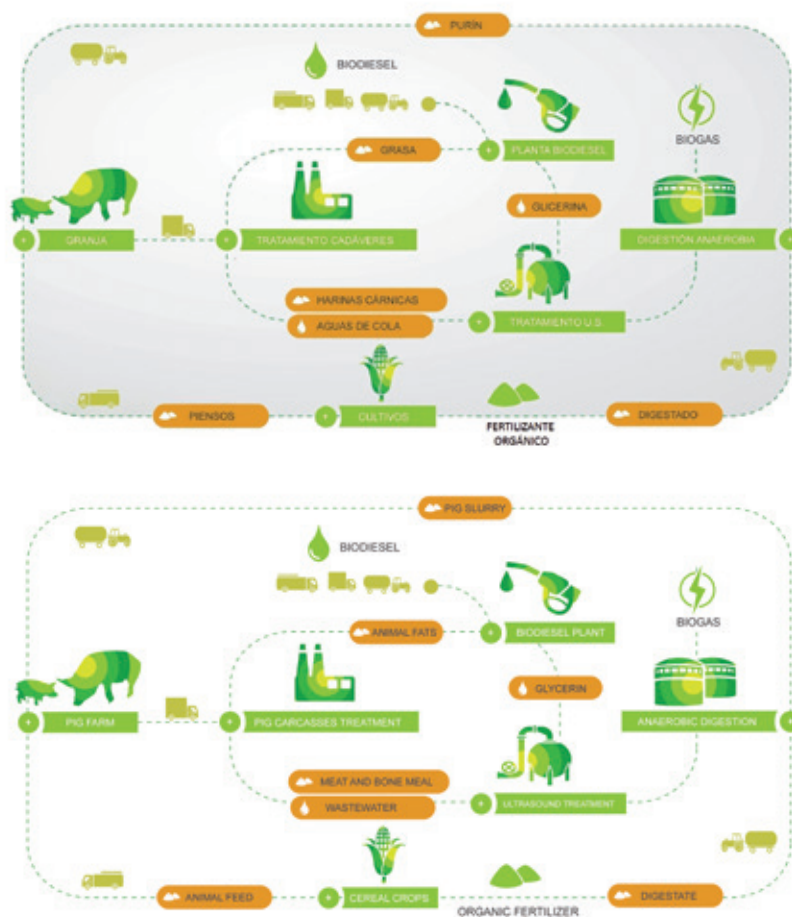 PURÍN
BIODIESEL
GRASA
PLANTA BIODIESEL
BIOGAS
GLICERINA
GRANJA
TRATAMIENTO CADÁVERES
DIGESTIÓN ANAEROBIA
HARINAS CÁRNICAS
AGUAS DE COLA
TRATAMIENTO U.S.
PIENSOS
CULTIVOS
FERTILIZANTE
ORGÁNICO
DIGESTADO
PIG SLURRY
BIODIESEL
ANIMAL FATS
BIODIESEL PLANT
BIOGAS
GLYCERIN
PIG FARM
PIG CARCASSES TREATMENT
ANAEROBIC DIGESTION
MEAT AND BONE MEAL
WASTEWATER
ULTRASOUND TREATMENT
ANIMAL FEED
CEREAL CROPS
ORGANIC FERTILIZER
DIGESTATE